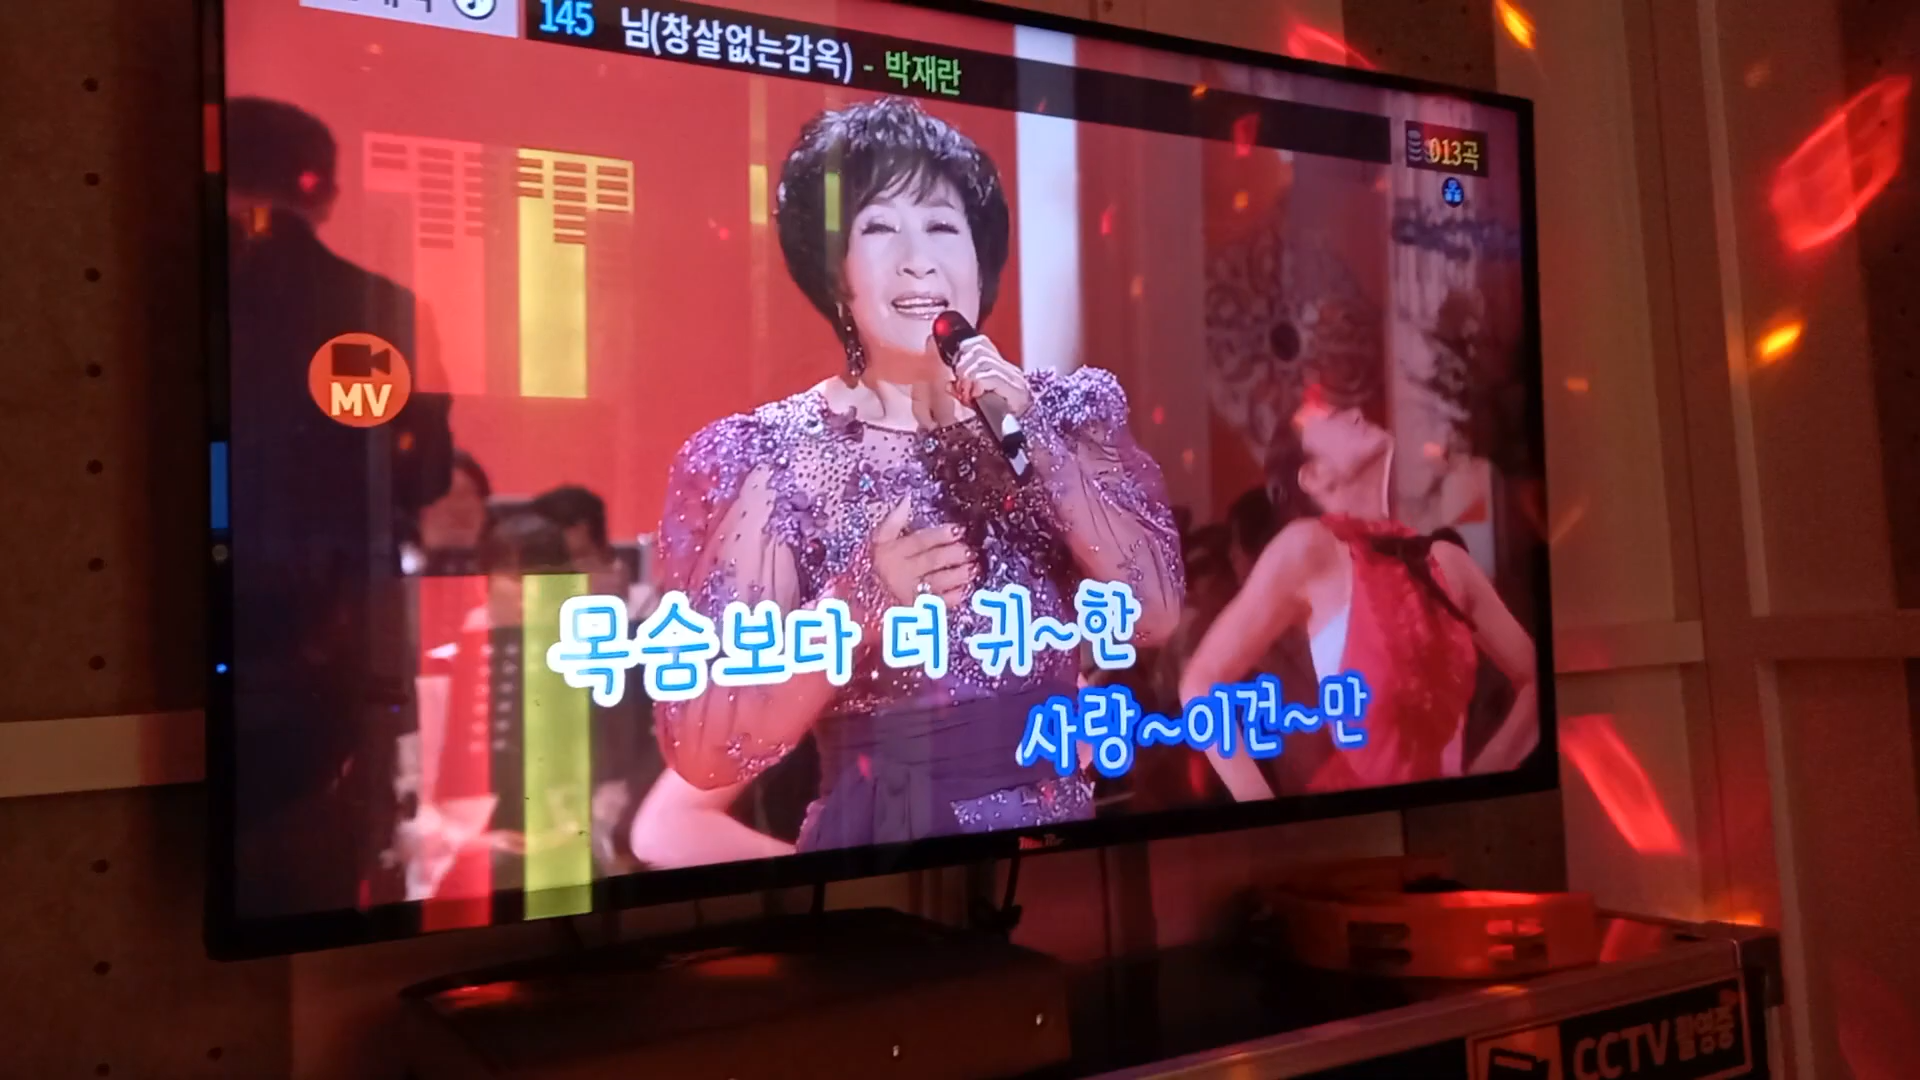 145 님(창살없는감옥) - 박재란
013곡
MV
목숨보다 더 귀~한
사랑~이건~만
CCTV 촬영중